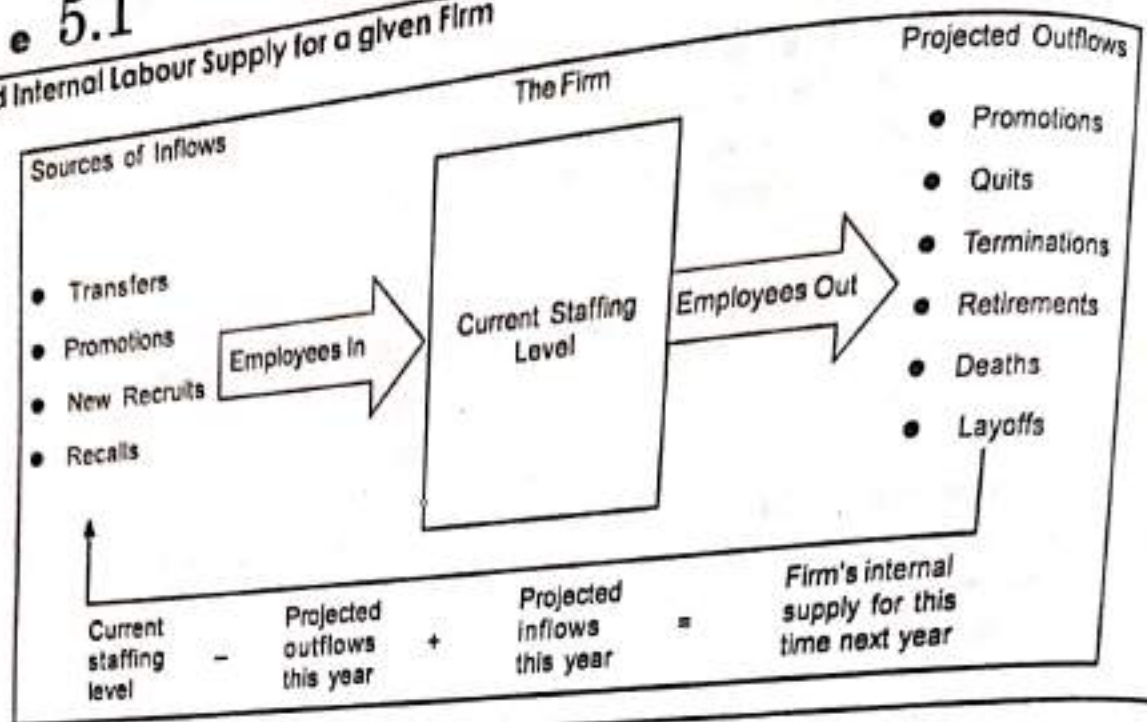 e 5.1
d Internal Labour Supply for a given Firm
Sources of Inflows
The Firm
Projected Outflows
● Transfers
● Promotions
● New Recruits
● Recalls
Employees In
Current Staffing
Level
Employees Out
● Promotions
● Quits
● Terminations
● Retirements
● Deaths
● Layoffs
Current
staffing
level
–
Projected
outflows
this year
+
Projected
inflows
this year
=
Firm's internal
supply for this
time next year